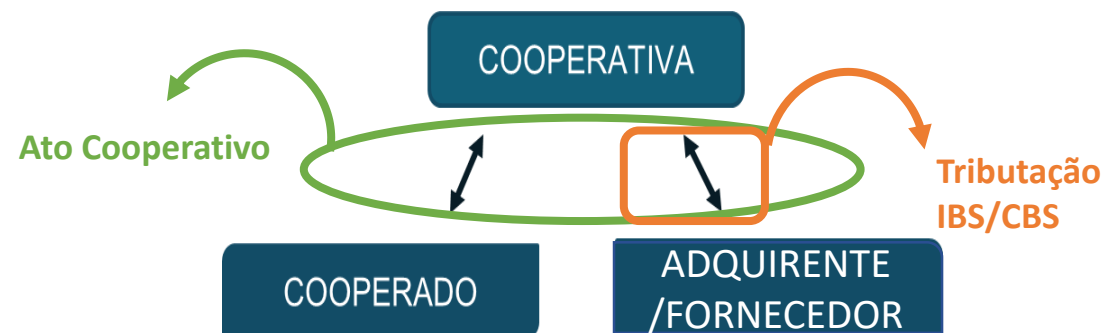 COOPERATIVA
Ato Cooperativo
Tributação
IBS/CBS
COOPERADO
ADQUIRENTE
/FORNECEDOR